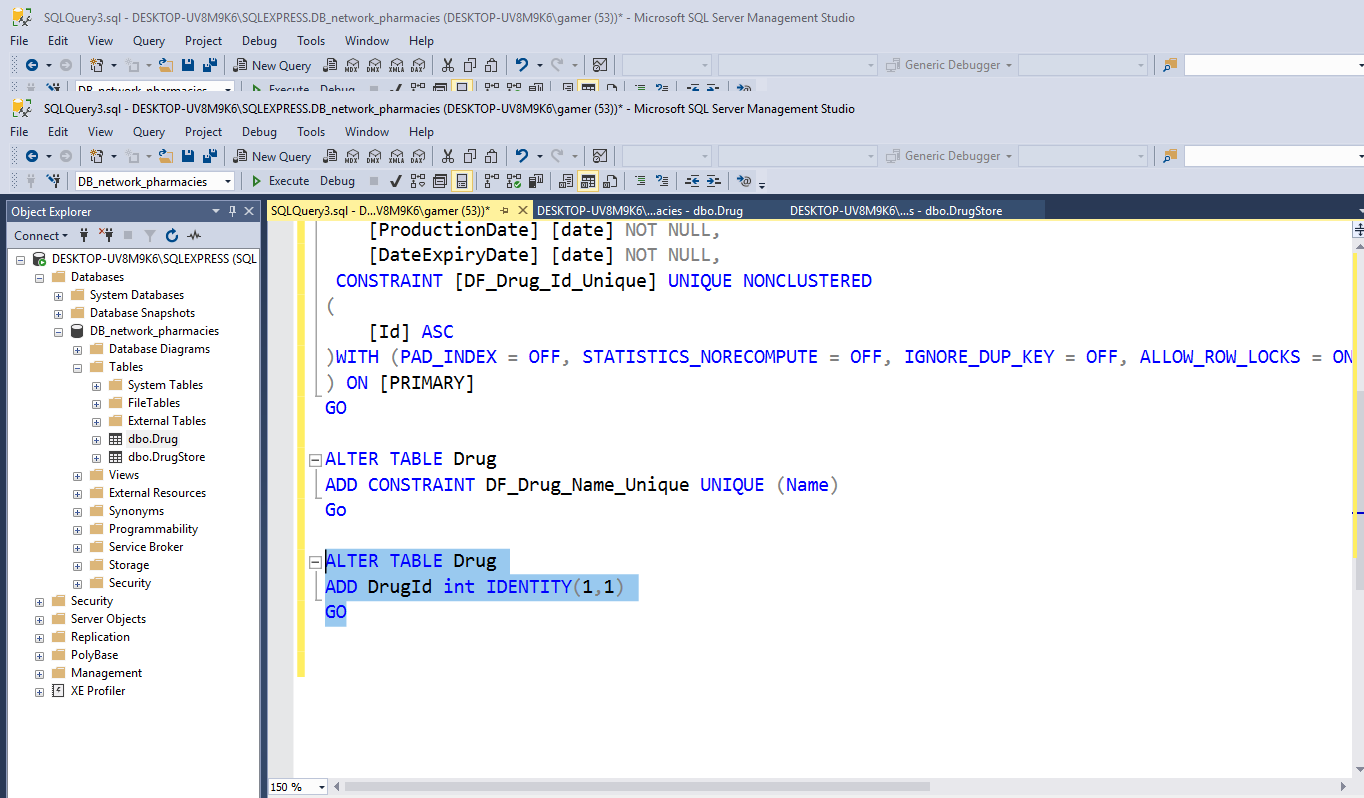 SQLQuery3.sql - DESKTOP-UV8M9K6\SQLEXPRESS.DB_network_pharmacies (DESKTOP-UV8M9K6\gamer (53))* - Microsoft SQL Server Management Studio
File Edit View Query Project Debug Tools Window Help
New Query MDX DMX XMLA DAX Generic Debugger
DB_network_pharmacies Execute Debug
SQLQuery3.sql - DESKTOP-UV8M9K6\SQLEXPRESS.DB_network_pharmacies (DESKTOP-UV8M9K6\gamer (53))* - Microsoft SQL Server Management Studio
File Edit View Query Project Debug Tools Window Help
New Query MDX DMX XMLA DAX Generic Debugger
DB_network_pharmacies Execute Debug
Object Explorer
Connect
DESKTOP-UV8M9K6\SQLEXPRESS (SQL
Databases
System Databases
Database Snapshots
DB_network_pharmacies
Database Diagrams
Tables
System Tables
FileTables
External Tables
dbo.Drug
dbo.DrugStore
Views
External Resources
Synonyms
Programmability
Service Broker
Storage
Security
Security
Server Objects
Replication
PolyBase
Management
XE Profiler
SQLQuery3.sql - D...V8M9K6\gamer (53))* DESKTOP-UV8M9K6\...acies - dbo.Drug DESKTOP-UV8M9K6\...s - dbo.DrugStore
[ProductionDate] [date] NOT NULL,
[DateExpiryDate] [date] NOT NULL,
CONSTRAINT [DF_Drug_Id_Unique] UNIQUE NONCLUSTERED
(
[Id] ASC
)WITH (PAD_INDEX = OFF, STATISTICS_NORECOMPUTE = OFF, IGNORE_DUP_KEY = OFF, ALLOW_ROW_LOCKS = ON
) ON [PRIMARY]
GO
ALTER TABLE Drug
ADD CONSTRAINT DF_Drug_Name_Unique UNIQUE (Name)
Go
ALTER TABLE Drug
ADD DrugId int IDENTITY(1,1)
GO
150 %